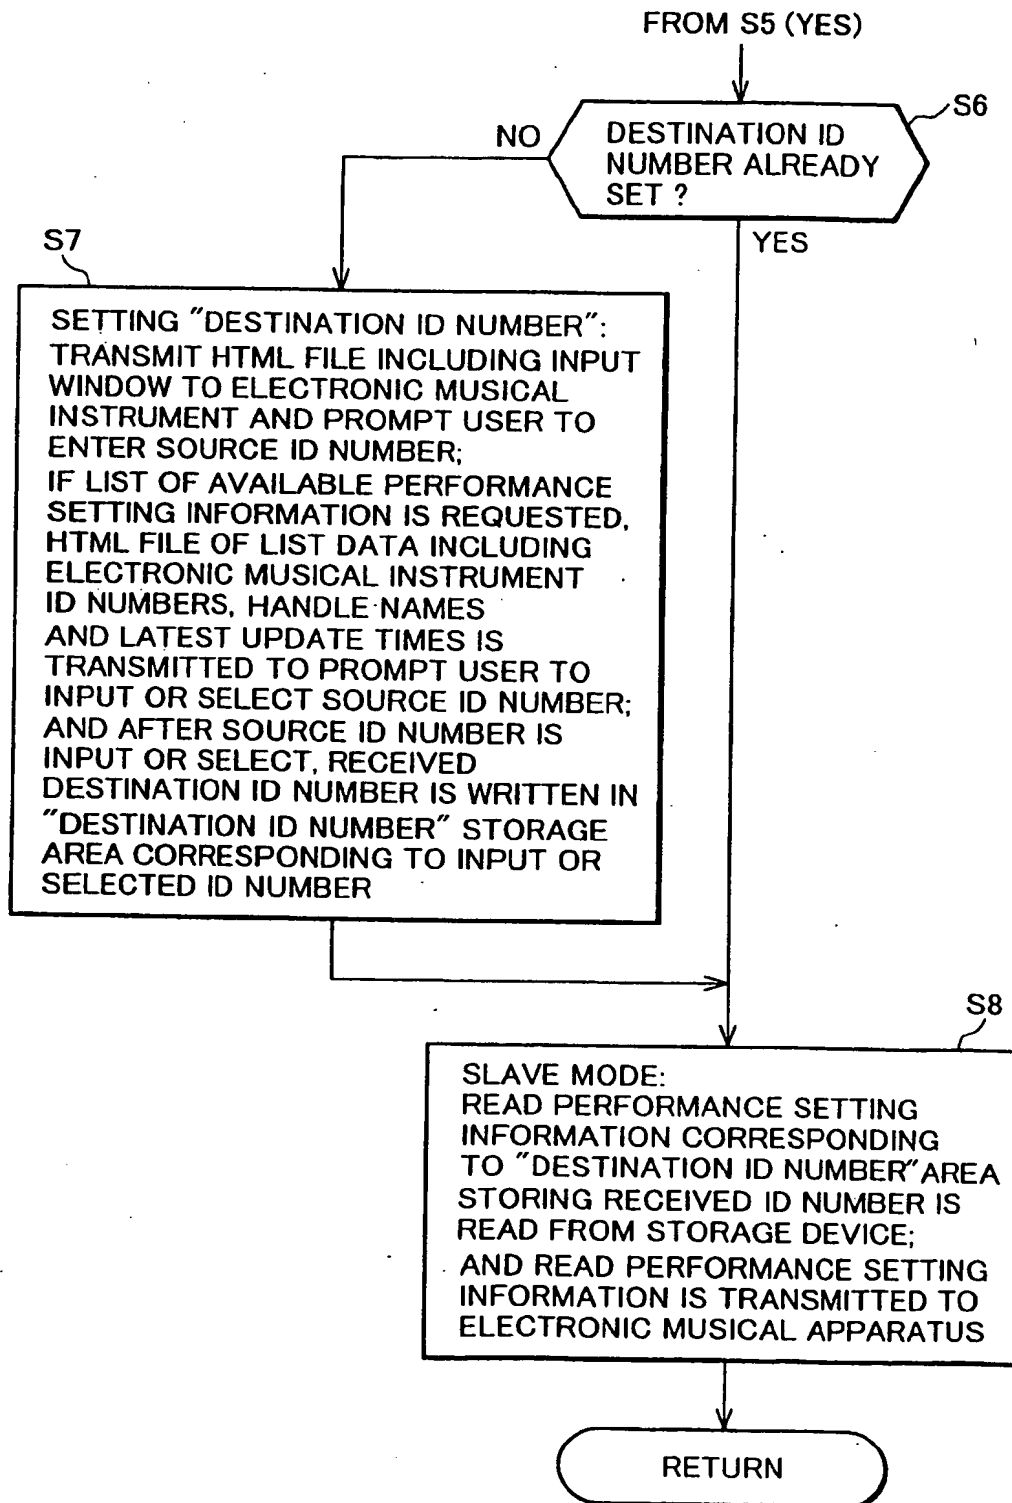 FROM S5 (YES)
S6
NO
DESTINATION ID
NUMBER ALREADY
SET ?
YES
S7
SETTING "DESTINATION ID NUMBER":
TRANSMIT HTML FILE INCLUDING INPUT
WINDOW TO ELECTRONIC MUSICAL
INSTRUMENT AND PROMPT USER TO
ENTER SOURCE ID NUMBER;
IF LIST OF AVAILABLE PERFORMANCE
SETTING INFORMATION IS REQUESTED,
HTML FILE OF LIST DATA INCLUDING
ELECTRONIC MUSICAL INSTRUMENT
ID NUMBERS, HANDLE NAMES
AND LATEST UPDATE TIMES IS
TRANSMITTED TO PROMPT USER TO
INPUT OR SELECT SOURCE ID NUMBER;
AND AFTER SOURCE ID NUMBER IS
INPUT OR SELECT, RECEIVED
DESTINATION ID NUMBER IS WRITTEN IN
"DESTINATION ID NUMBER" STORAGE
AREA CORRESPONDING TO INPUT OR
SELECTED ID NUMBER
S8
SLAVE MODE:
READ PERFORMANCE SETTING
INFORMATION CORRESPONDING
TO "DESTINATION ID NUMBER" AREA
STORING RECEIVED ID NUMBER IS
READ FROM STORAGE DEVICE;
AND READ PERFORMANCE SETTING
INFORMATION IS TRANSMITTED TO
ELECTRONIC MUSICAL APPARATUS
RETURN